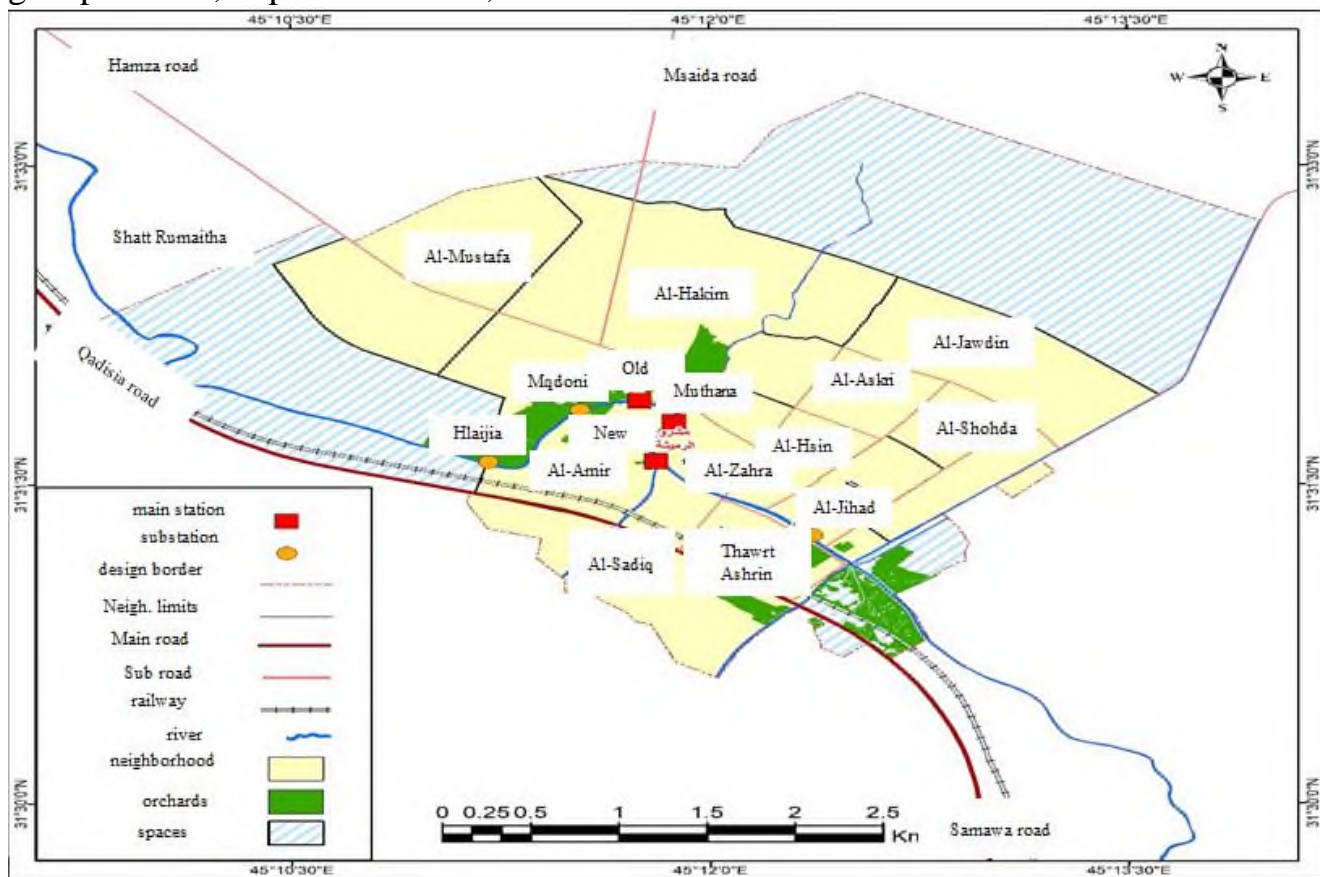 45°10'30"E
45°12'0"E
45°13'30"E
Hamza road
Msaida road
N
W
E
S
31°33'0"N
31°33'0"N
Shatt Rumaitha
Al-Mustafa
Al-Hakim
Al-Jawdin
Qadisia road
Old
Mqdoni
Muthana
Al-Askri
Hlaijia
New
Al-Hsin
Al-Shohda
Al-Amir
Al-Zahra
31°31'30"N
31°31'30"N
Al-Jihad
Al-Sadiq
Thawrt
Ashrin
main station
substation
design border
Neigh. limits
Main road
Sub road
railway
river
neighborhood
orchards
spaces
31°30'0"N
31°30'0"N
0 0.25 0.5 1 1.5 2 2.5
Kn
Samawa road
45°10'30"E
45°12'0"E
45°13'30"E